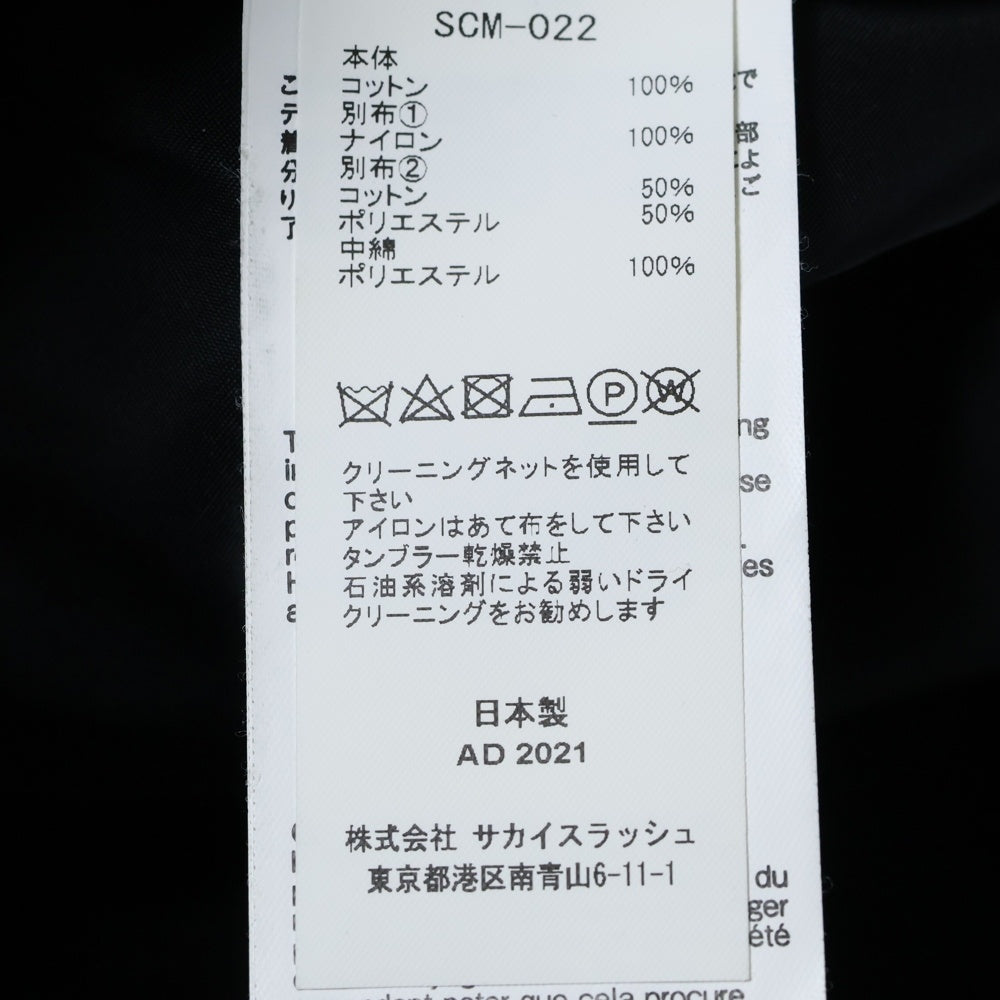 SCM-022
本体
コットン 100%
別布①
ナイロン 100%
別布②
コットン 50%
ポリエステル 50%
中綿
ポリエステル 100%
P W
クリーニングネットを使用して
下さい
アイロンはあて布をして下さい
タンブラー乾燥禁止
石油系溶剤による弱いドライ
クリーニングをお勧めします
日本製
AD 2021
株式会社 サカイスラッシュ
東京都港区南青山6-11-1
du
été
que cela procure